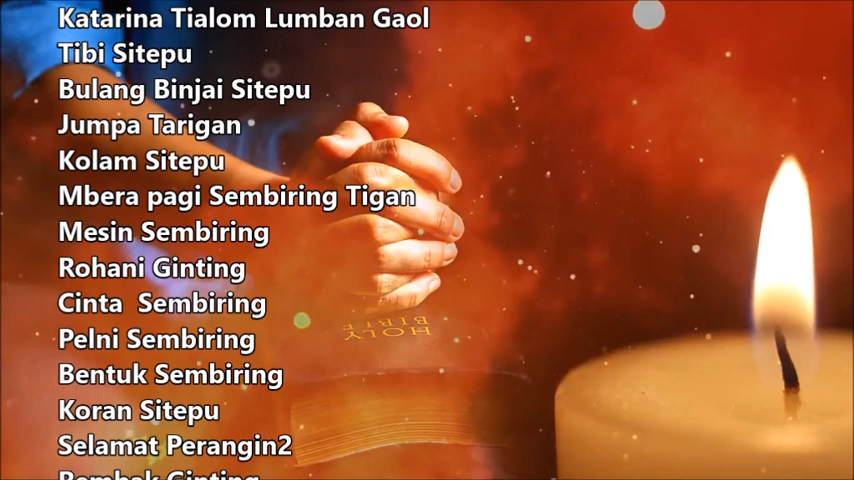 Katarina Tialom Lumban Gaol
Tibi Sitepu
Bulang Binjai Sitepu
Jumpa Tarigan
Kolam Sitepu
Mbera pagi Sembiring Tigan
Mesin Sembiring
Rohani Ginting
Cinta  Sembiring
Pelni Sembiring
Bentuk Sembiring
Koran Sitepu
Selamat Perangin2
Ginting
HOLY
BIBLE